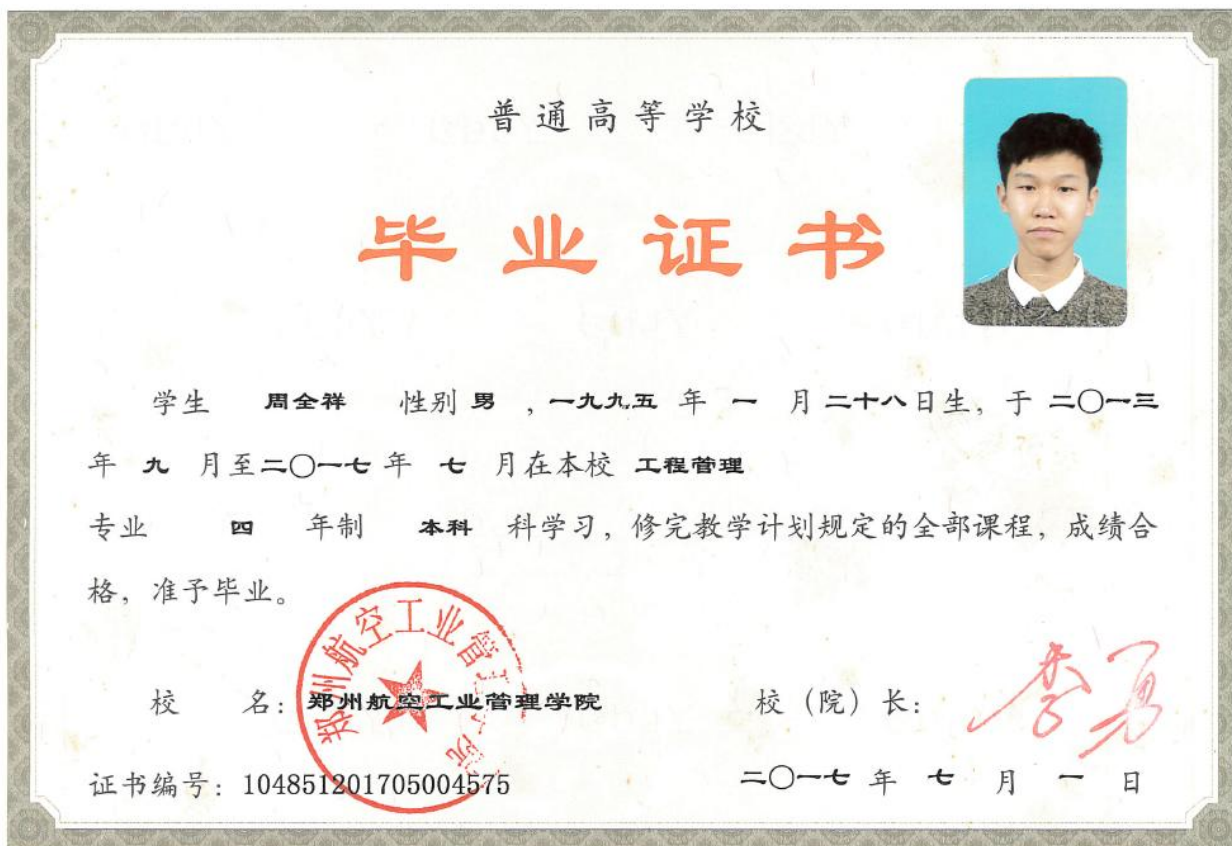 普通高等学校
毕业证书
学生 周全祥 性别 男 ，一九九五 年 一 月 二十八日生，于 二〇一三
年 九 月至二〇一七 年 七 月在本校 工程管理
专业 四 年制 本科 科学习，修完教学计划规定的全部课程，成绩合
格，准予毕业。
郑州航空工业管理学院
校 名：郑州航空工业管理学院 校（院）长：李勇
证书编号：104851201705004575 二〇一七 年 七 月 一 日